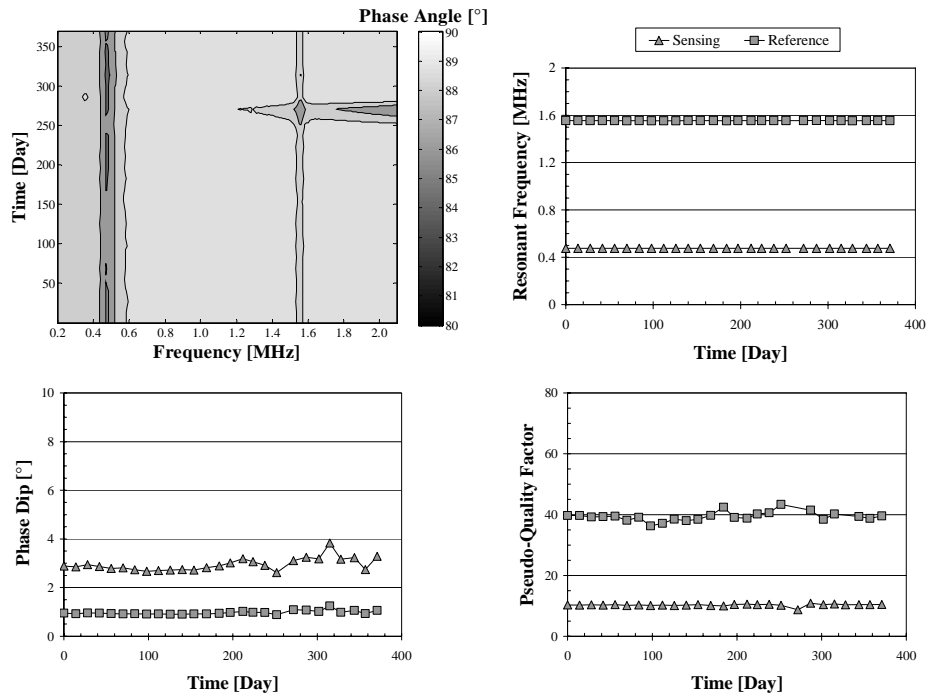 Phase Angle [°]
350
300
250
200
150
100
50
Time [Day]
0.2 0.4 0.6 0.8 1.0 1.2 1.4 1.6 1.8 2.0
Frequency [MHz]
90
89
88
87
86
85
84
83
82
81
80
Sensing Reference
2
1.6
1.2
0.8
0.4
0
Resonant Frequency [MHz]
0 100 200 300 400
Time [Day]
10
8
6
4
2
0
Phase Dip [°]
0 100 200 300 400
Time [Day]
80
60
40
20
0
Pseudo-Quality Factor
0 100 200 300 400
Time [Day]